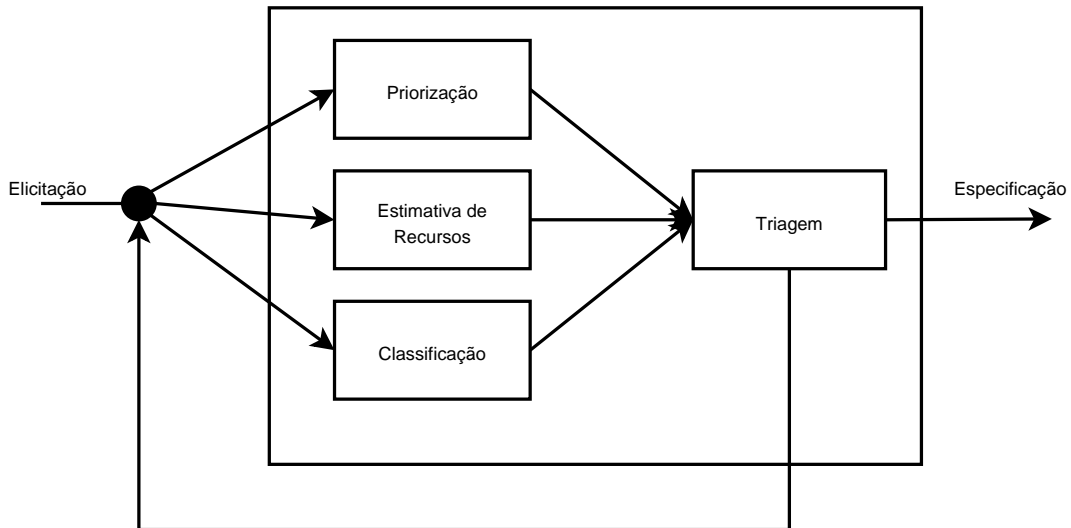 Priorização
Elicitação
Estimativa de
Recursos
Triagem
Especificação
Classificação